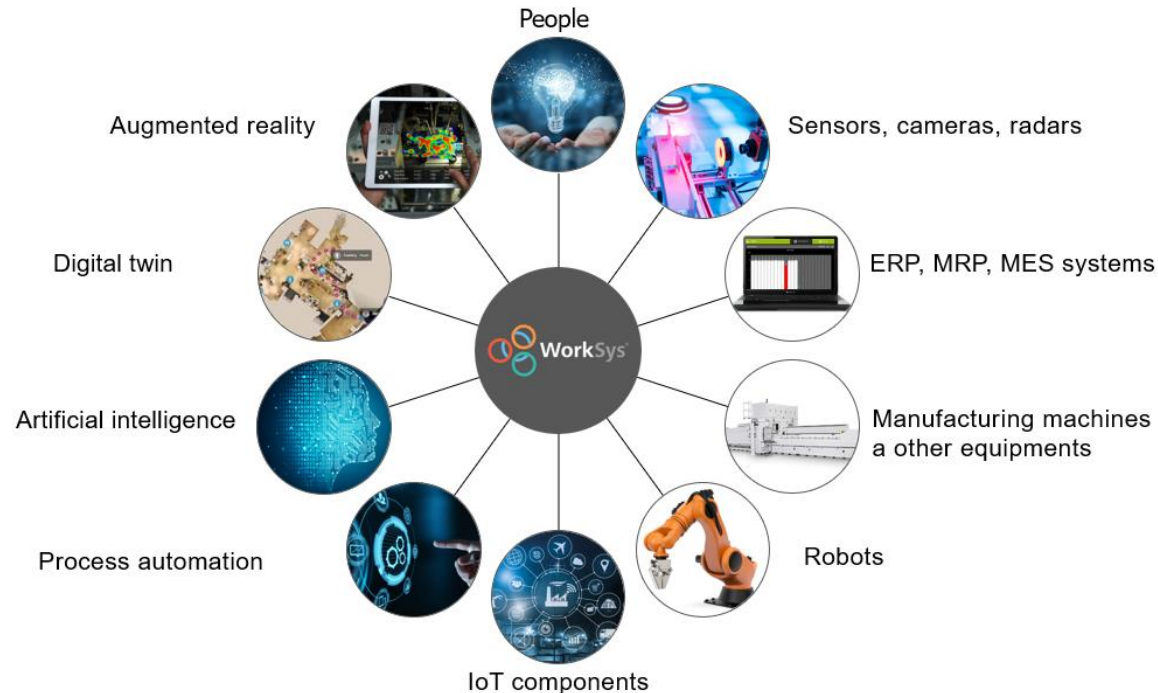 People
Augmented reality
Sensors, cameras, radars
Digital twin
ERP, MRP, MES systems
WorkSys
Artificial intelligence
Manufacturing machines
a other equipments
Process automation
Robots
IoT components